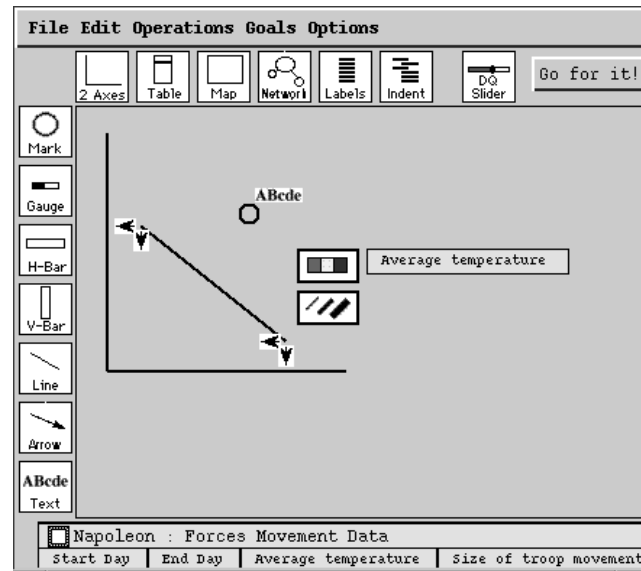 File Edit Operations Goals Options
2 Axes Table Map Network Labels Indent DQ Slider Go for it!
Mark
ABcde
Gauge
Average temperature
H-Bar
V-Bar
Line
Arrow
ABcde
Text
Napoleon : Forces Movement Data
Start Day End Day Average temperature Size of troop movement